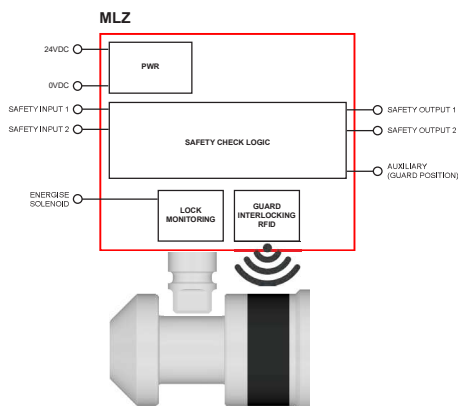 MLZ
24VDC
0VDC
PWR
SAFETY INPUT 1
SAFETY INPUT 2
SAFETY CHECK LOGIC
SAFETY OUTPUT 1
SAFETY OUTPUT 2
AUXILIARY
(GUARD POSITION)
ENERGISE
SOLENOID
LOCK
MONITORING
GUARD
INTERLOCKING
RFID